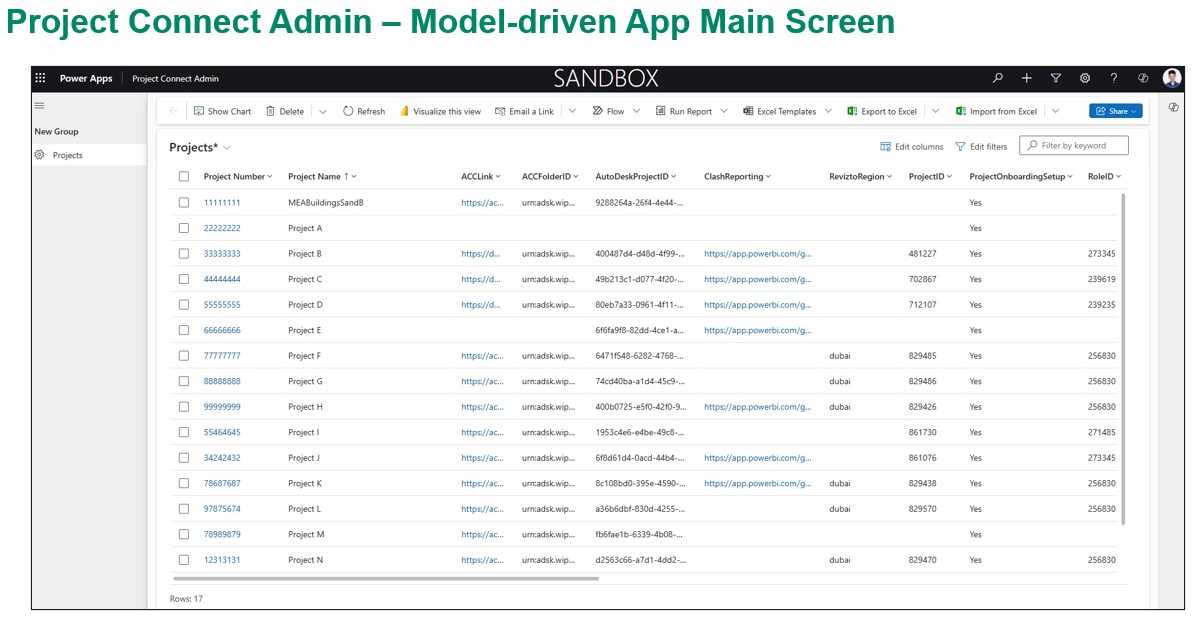 Project Connect Admin – Model-driven App Main Screen
Power Apps Project Connect Admin SANDBOX
Show Chart Delete Refresh Visualize this view Email a Link Flow Run Report Excel Templates Export to Excel Import from Excel Share
New Group
Projects
Projects* Edit columns Edit filters Filter by keyword
Project Number Project Name ↑ ACCLink ACCFolderID AutoDeskProjectID ClashReporting ReviztoRegion ProjectID ProjectOnboardingSetup RoleID
11111111 MEABuildingsSandB https://ac... urn:adsk.wip... 9288264a-26f4-4e44-... Yes
22222222 Project A Yes
33333333 Project B https://d... urn:adsk.wip... 400487d4-d48d-4f99-... https://app.powerbi.com/g... 481227 Yes 273345
44444444 Project C https://d... urn:adsk.wip... 49b213c1-d077-4f20-... https://app.powerbi.com/g... 702867 Yes 239619
55555555 Project D https://d... urn:adsk.wip... 80eb7a33-0961-4f11-... https://app.powerbi.com/g... 712107 Yes 239235
66666666 Project E 6f6fa9f8-82dd-4ce1-a... https://app.powerbi.com/g... Yes
77777777 Project F https://ac... urn:adsk.wip... 6471f548-6282-4768-... dubai 829485 Yes 256830
88888888 Project G https://ac... urn:adsk.wip... 74cd40ba-a1d4-45c9-... dubai 829486 Yes 256830
99999999 Project H https://ac... urn:adsk.wip... 400b0725-e5f0-42f0-9... https://app.powerbi.com/g... dubai 829426 Yes 256830
55464645 Project I https://ac... urn:adsk.wip... 1953c4e6-e4be-49c8-... 861730 Yes 271485
34242432 Project J https://ac... urn:adsk.wip... 6f8d61d4-0acd-44b4-... https://app.powerbi.com/g... 861076 Yes 273345
78687687 Project K https://ac... urn:adsk.wip... 8c108bd0-395e-4590-... https://app.powerbi.com/g... dubai 829438 Yes 256830
97875674 Project L https://ac... urn:adsk.wip... a36b6dbf-830d-4255-... dubai 829570 Yes 256830
78989879 Project M https://ac... urn:adsk.wip... fb6fae1b-6339-4b08-... Yes
12313131 Project N https://ac... urn:adsk.wip... d2563c66-a7d1-4dd2-... dubai 829470 Yes 256830
Rows: 17